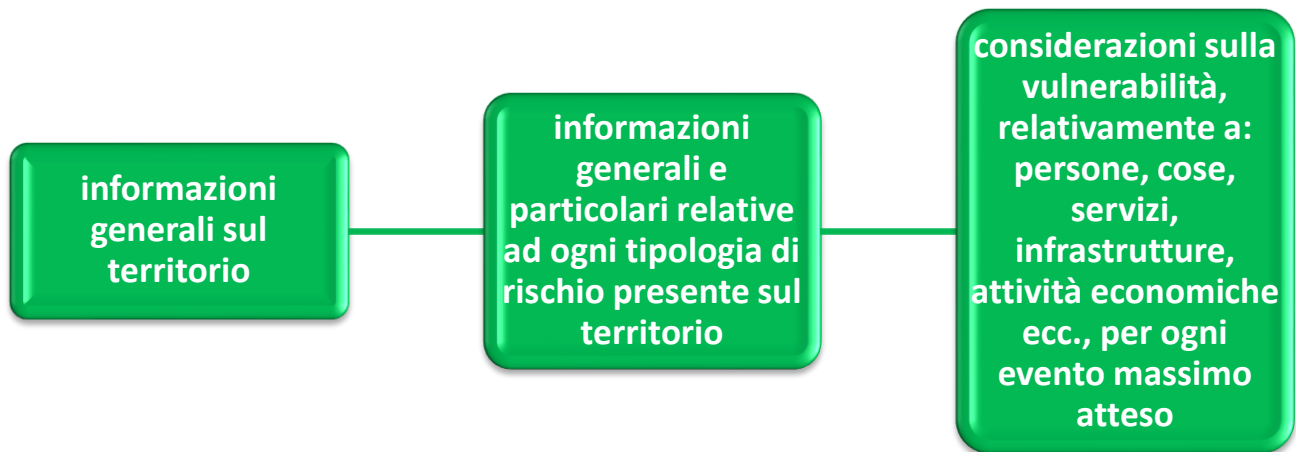 informazioni
generali sul
territorio
informazioni
generali e
particolari relative
ad ogni tipologia di
rischio presente sul
territorio
considerazioni sulla
vulnerabilità,
relativamente a:
persone, cose,
servizi,
infrastrutture,
attività economiche
ecc., per ogni
evento massimo
atteso